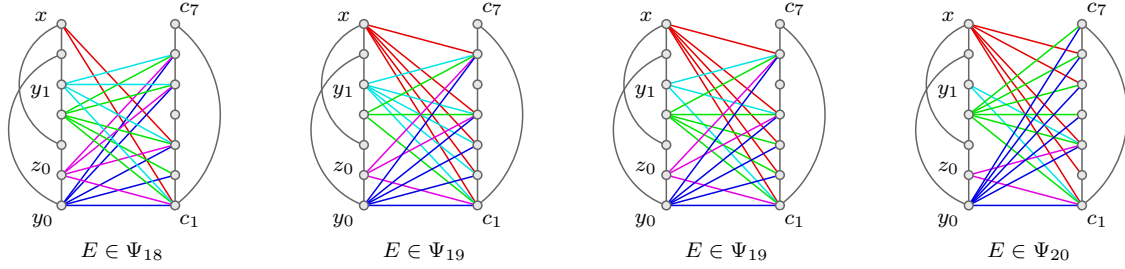 x c₇ x c₇ x c₇ x c₇
y₁ y₁ y₁ y₁
z₀ z₀ z₀ z₀
y₀ c₁ y₀ c₁ y₀ c₁ y₀ c₁
E ∈ Ψ₁₈ E ∈ Ψ₁₉ E ∈ Ψ₁₉ E ∈ Ψ₂₀